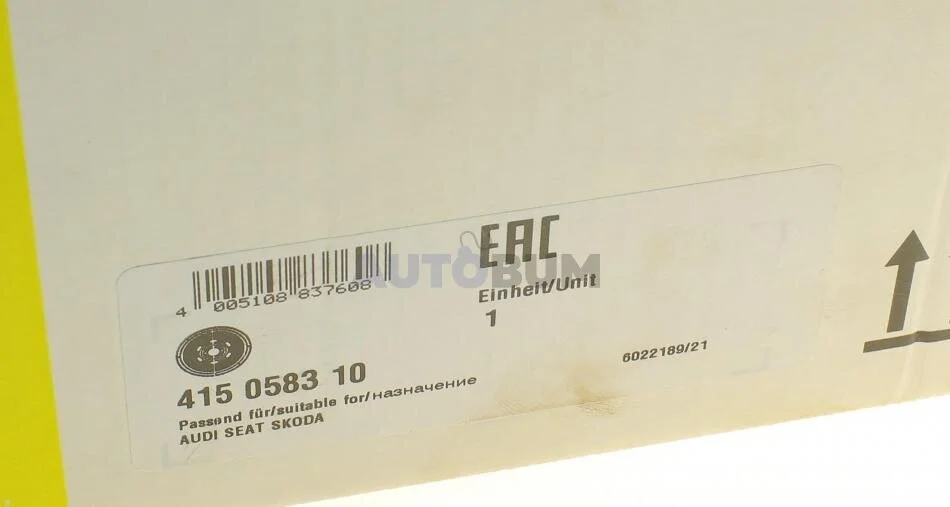 EAC
4 005108 837608
AUTOBUM
Einheit/Unit
1
415 0583 10
6022189/21
Passend für/suitable for/назначение
AUDI SEAT SKODA